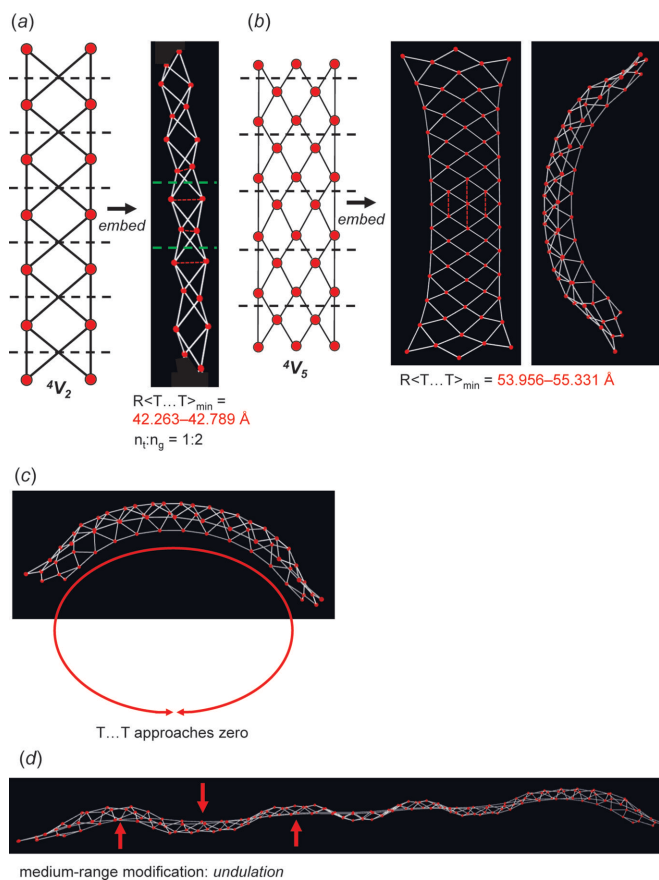 (a)
(b)
embed
embed
⁴V₂
⁴V₅
R<T…T>min =
42.263–42.789 Å
nt:ng = 1:2
R<T…T>min = 53.956–55.331 Å
(c)
T…T approaches zero
(d)
medium-range modification: undulation